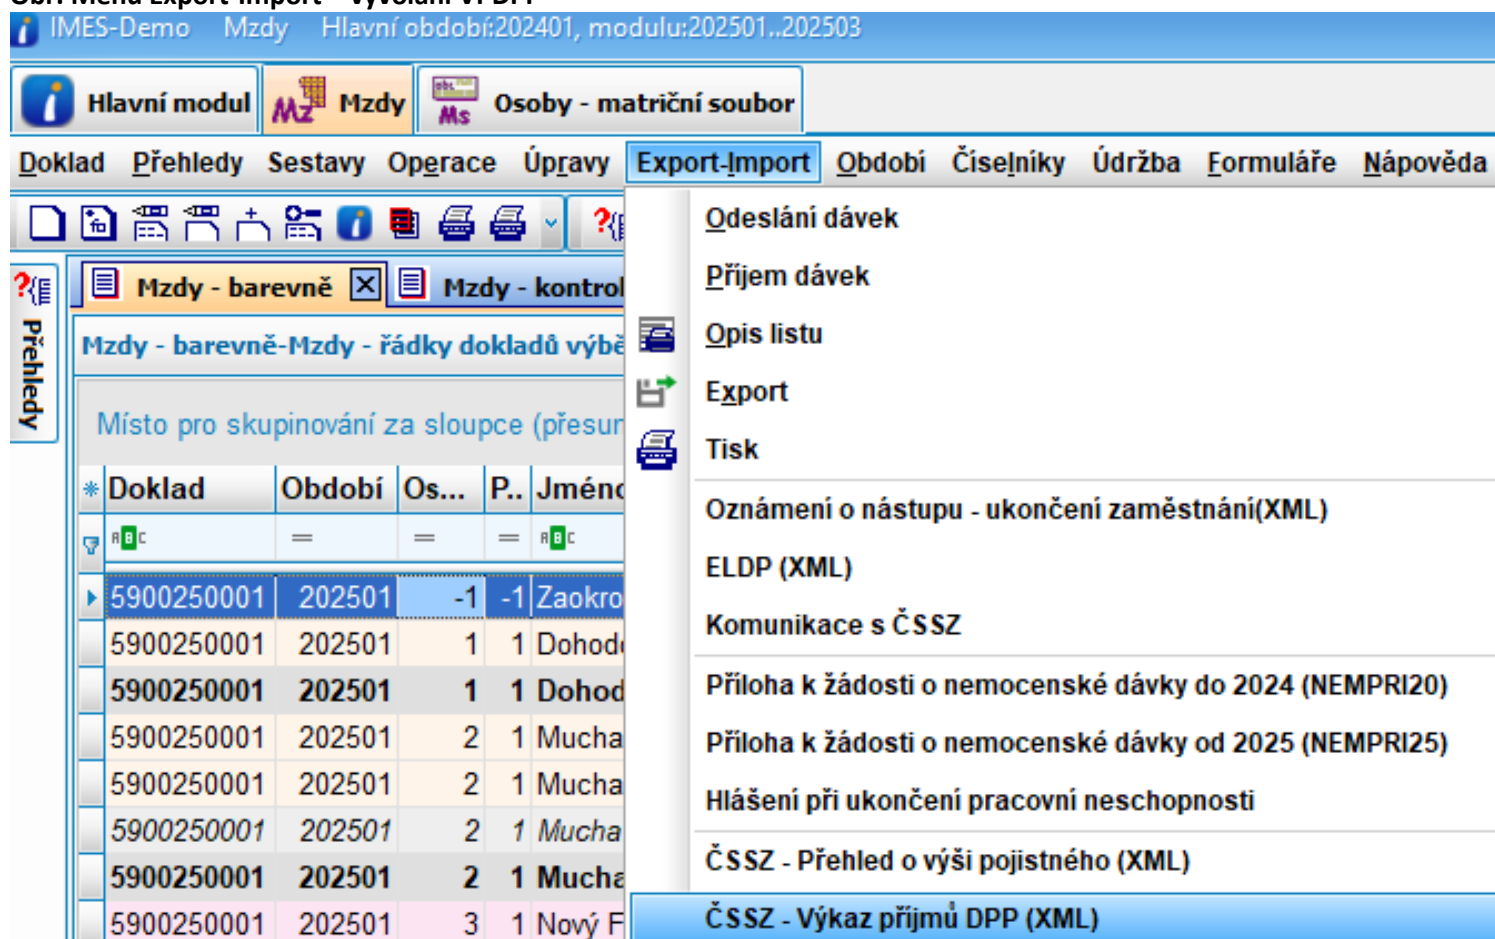 IMES-Demo Mzdy Hlavní období:202401, modulu:202501..202503
Hlavní modul Mzdy Osoby - matriční soubor
Doklad Přehledy Sestavy Operace Úpravy Export-Import Období Číselníky Údržba Formuláře Nápověda
Odeslání dávek
Příjem dávek
Opis listu
Export
Tisk
Oznámení o nástupu - ukončení zaměstnání(XML)
ELDP (XML)
Komunikace s ČSSZ
Příloha k žádosti o nemocenské dávky do 2024 (NEMPRI20)
Příloha k žádosti o nemocenské dávky od 2025 (NEMPRI25)
Hlášení při ukončení pracovní neschopnosti
ČSSZ - Přehled o výši pojistného (XML)
ČSSZ - Výkaz příjmů DPP (XML)
Přehledy
Mzdy - barevně Mzdy - kontrol
Mzdy - barevně-Mzdy - řádky dokladů výbě
Místo pro skupinování za sloupce (přesur
Doklad Období Os... P.. Jméno
5900250001 202501 -1 -1 Zaokro
5900250001 202501 1 1 Dohod
5900250001 202501 1 1 Dohod
5900250001 202501 2 1 Mucha
5900250001 202501 2 1 Mucha
5900250001 202501 2 1 Mucha
5900250001 202501 2 1 Mucha
5900250001 202501 3 1 Nový F